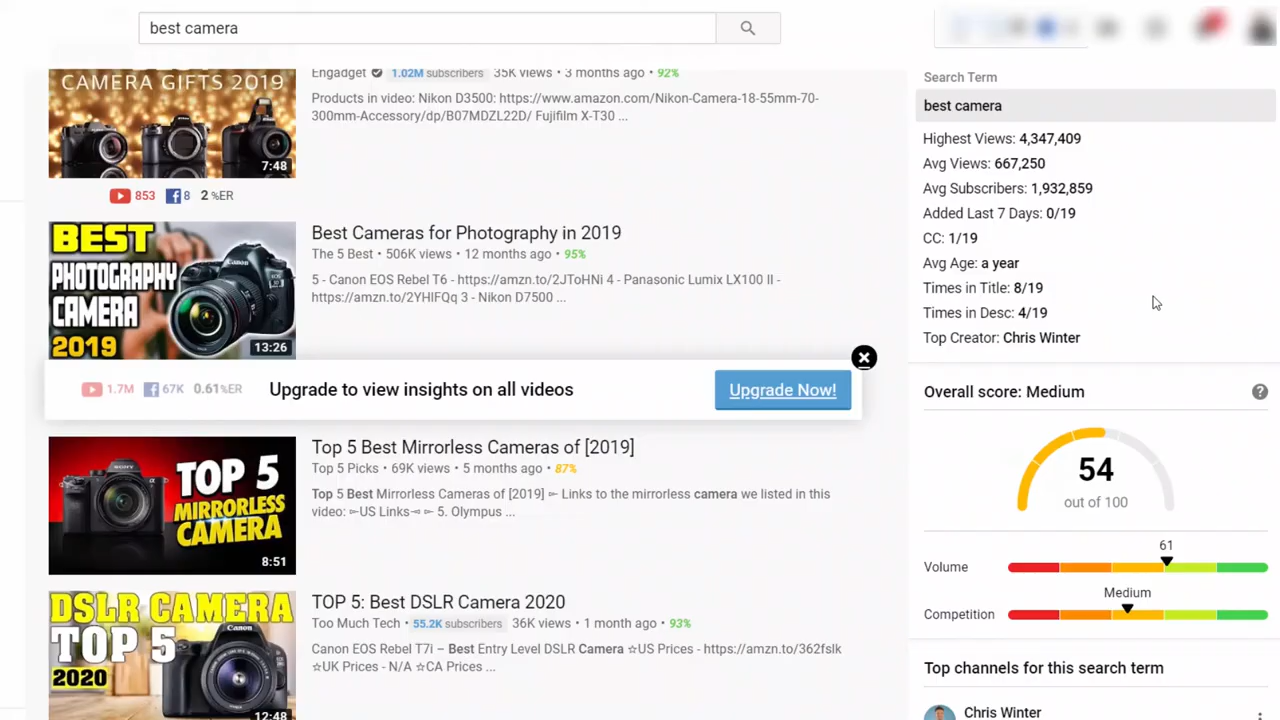 best camera
CAMERA GIFTS 2019
7:48
Engadget 1.02M subscribers 35K views • 3 months ago • 92%
Products in video: Nikon D3500: https://www.amazon.com/Nikon-Camera-18-55mm-70-
300mm-Accessory/dp/B07MDZL22D/ Fujifilm X-T30 ...
853 8 2 %ER
BEST
PHOTOGRAPHY
CAMERA
2019
Canon
13:26
Best Cameras for Photography in 2019
The 5 Best • 506K views • 12 months ago • 95%
5 - Canon EOS Rebel T6 - https://amzn.to/2JToHNi 4 - Panasonic Lumix LX100 II -
https://amzn.to/2YHIFQq 3 - Nikon D7500 ...
1.7M 67K 0.61%ER
Upgrade to view insights on all videos
Upgrade Now!
SONY
TOP 5
MIRRORLESS
CAMERA
8:51
Top 5 Best Mirrorless Cameras of [2019]
Top 5 Picks • 69K views • 5 months ago • 87%
Top 5 Best Mirrorless Cameras of [2019] ➛ Links to the mirrorless camera we listed in this
video: ➛US Links⤙ ➛ 5. Olympus ...
DSLR CAMERA
TOP 5
2020
Canon
12:48
TOP 5: Best DSLR Camera 2020
Too Much Tech • 55.2K subscribers 36K views • 1 month ago • 93%
Canon EOS Rebel T7i – Best Entry Level DSLR Camera ☆US Prices - https://amzn.to/362fslk
☆UK Prices - N/A ☆CA Prices ...
Search Term
best camera
Highest Views: 4,347,409
Avg Views: 667,250
Avg Subscribers: 1,932,859
Added Last 7 Days: 0/19
CC: 1/19
Avg Age: a year
Times in Title: 8/19
Times in Desc: 4/19
Top Creator: Chris Winter
Overall score: Medium
54
out of 100
61
Volume
Medium
Competition
Top channels for this search term
Chris Winter